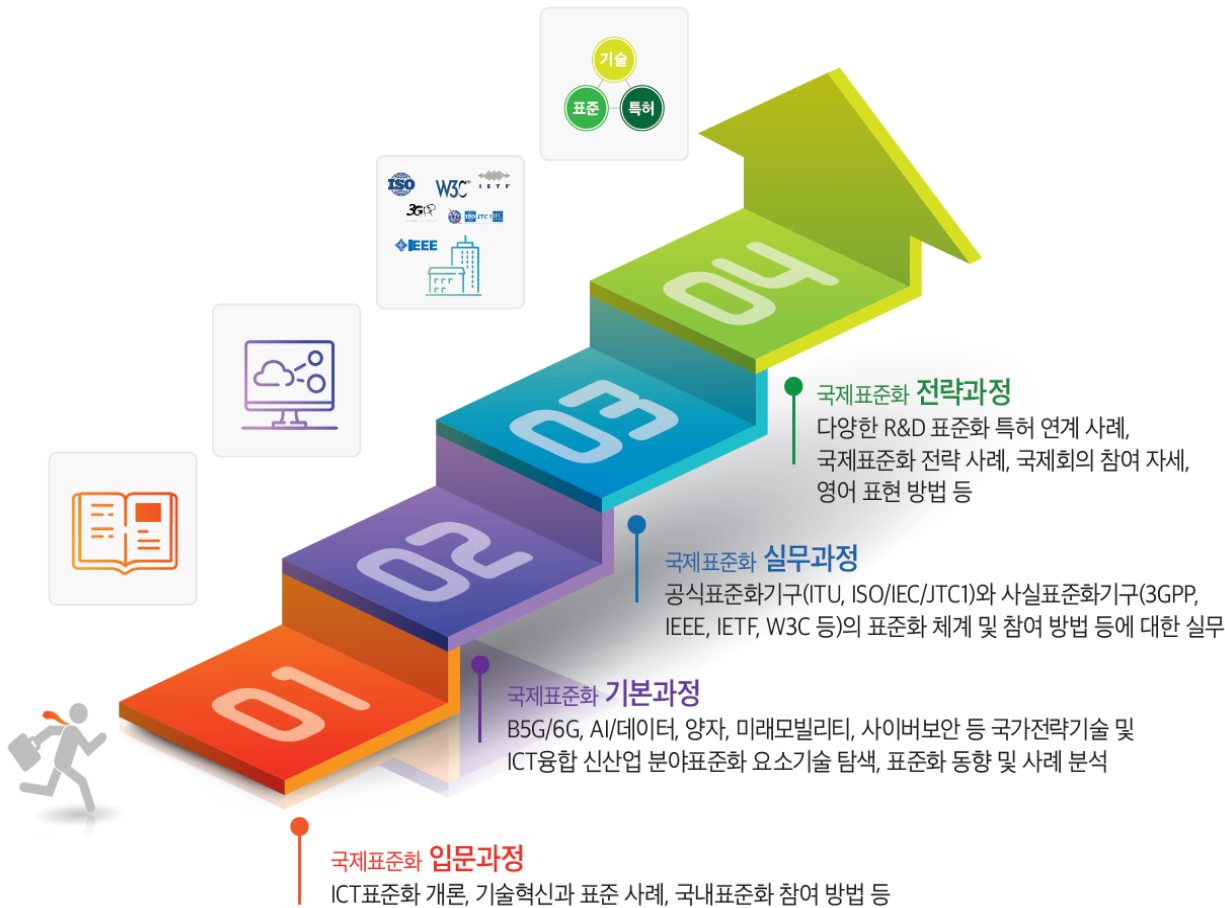 기술
표준
특허
ISO
W3C
IETF
3GPP
ISO
JTC1
IEC
IEEE
04
국제표준화 전략과정
다양한 R&D 표준화 특허 연계 사례,
국제표준화 전략 사례, 국제회의 참여 자세,
영어 표현 방법 등
03
국제표준화 실무과정
공식표준화기구(ITU, ISO/IEC/JTC1)와 사실표준화기구(3GPP,
IEEE, IETF, W3C 등)의 표준화 체계 및 참여 방법 등에 대한 실무
02
국제표준화 기본과정
B5G/6G, AI/데이터, 양자, 미래모빌리티, 사이버보안 등 국가전략기술 및
ICT융합 신산업 분야표준화 요소기술 탐색, 표준화 동향 및 사례 분석
01
국제표준화 입문과정
ICT표준화 개론, 기술혁신과 표준 사례, 국내표준화 참여 방법 등